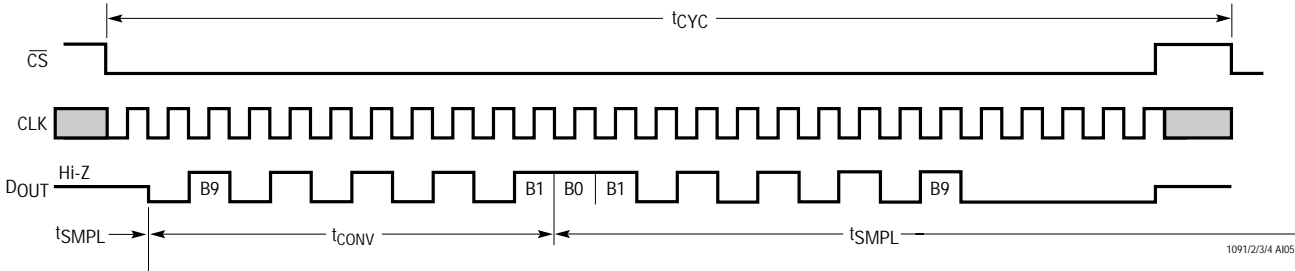 tCYC
CS
CLK
Hi-Z
DOUT
B9
B1
B0
B1
B9
tSMPL
tCONV
tSMPL
1091/2/3/4 AI05